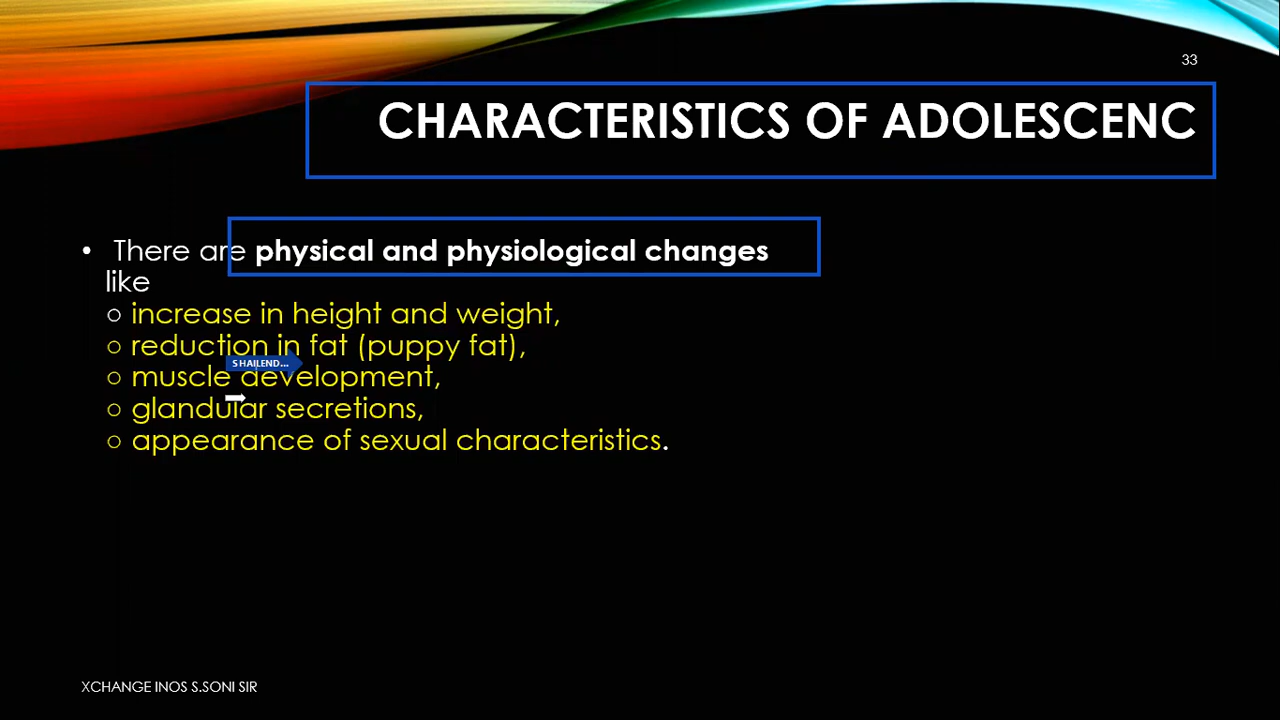 33
CHARACTERISTICS OF ADOLESCENC
• There are physical and physiological changes
like
○ increase in height and weight,
○ reduction in fat (puppy fat),
SHAILEND...
○ muscle development,
○ glandular secretions,
○ appearance of sexual characteristics.
XCHANGE INOS S.SONI SIR